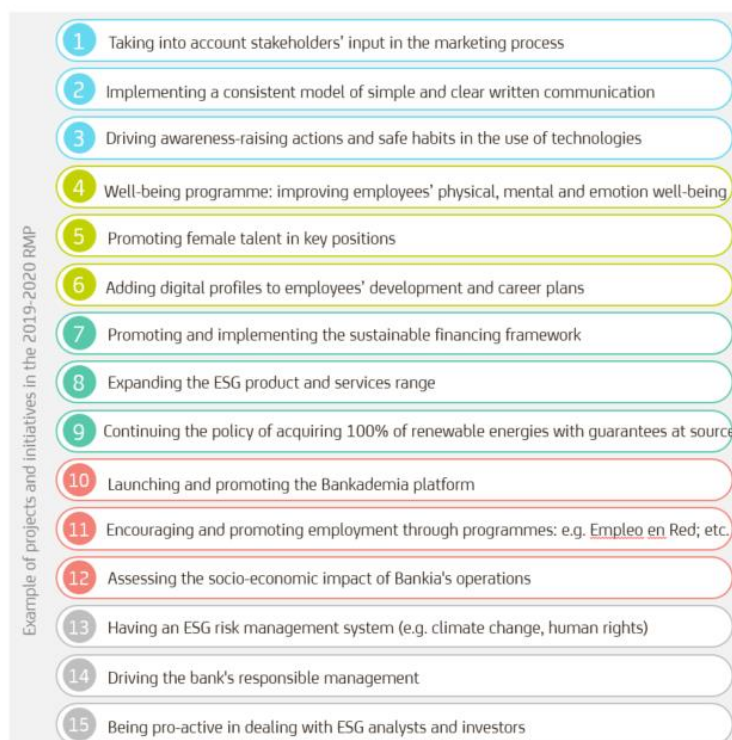 Example of projects and initiatives in the 2019-2020 RMP
1 Taking into account stakeholders' input in the marketing process
2 Implementing a consistent model of simple and clear written communication
3 Driving awareness-raising actions and safe habits in the use of technologies
4 Well-being programme: improving employees' physical, mental and emotion well-being
5 Promoting female talent in key positions
6 Adding digital profiles to employees' development and career plans
7 Promoting and implementing the sustainable financing framework
8 Expanding the ESG product and services range
9 Continuing the policy of acquiring 100% of renewable energies with guarantees at source
10 Launching and promoting the Bankademia platform
11 Encouraging and promoting employment through programmes: e.g. Empleo en Red; etc.
12 Assessing the socio-economic impact of Bankia's operations
13 Having an ESG risk management system (e.g. climate change, human rights)
14 Driving the bank's responsible management
15 Being pro-active in dealing with ESG analysts and investors